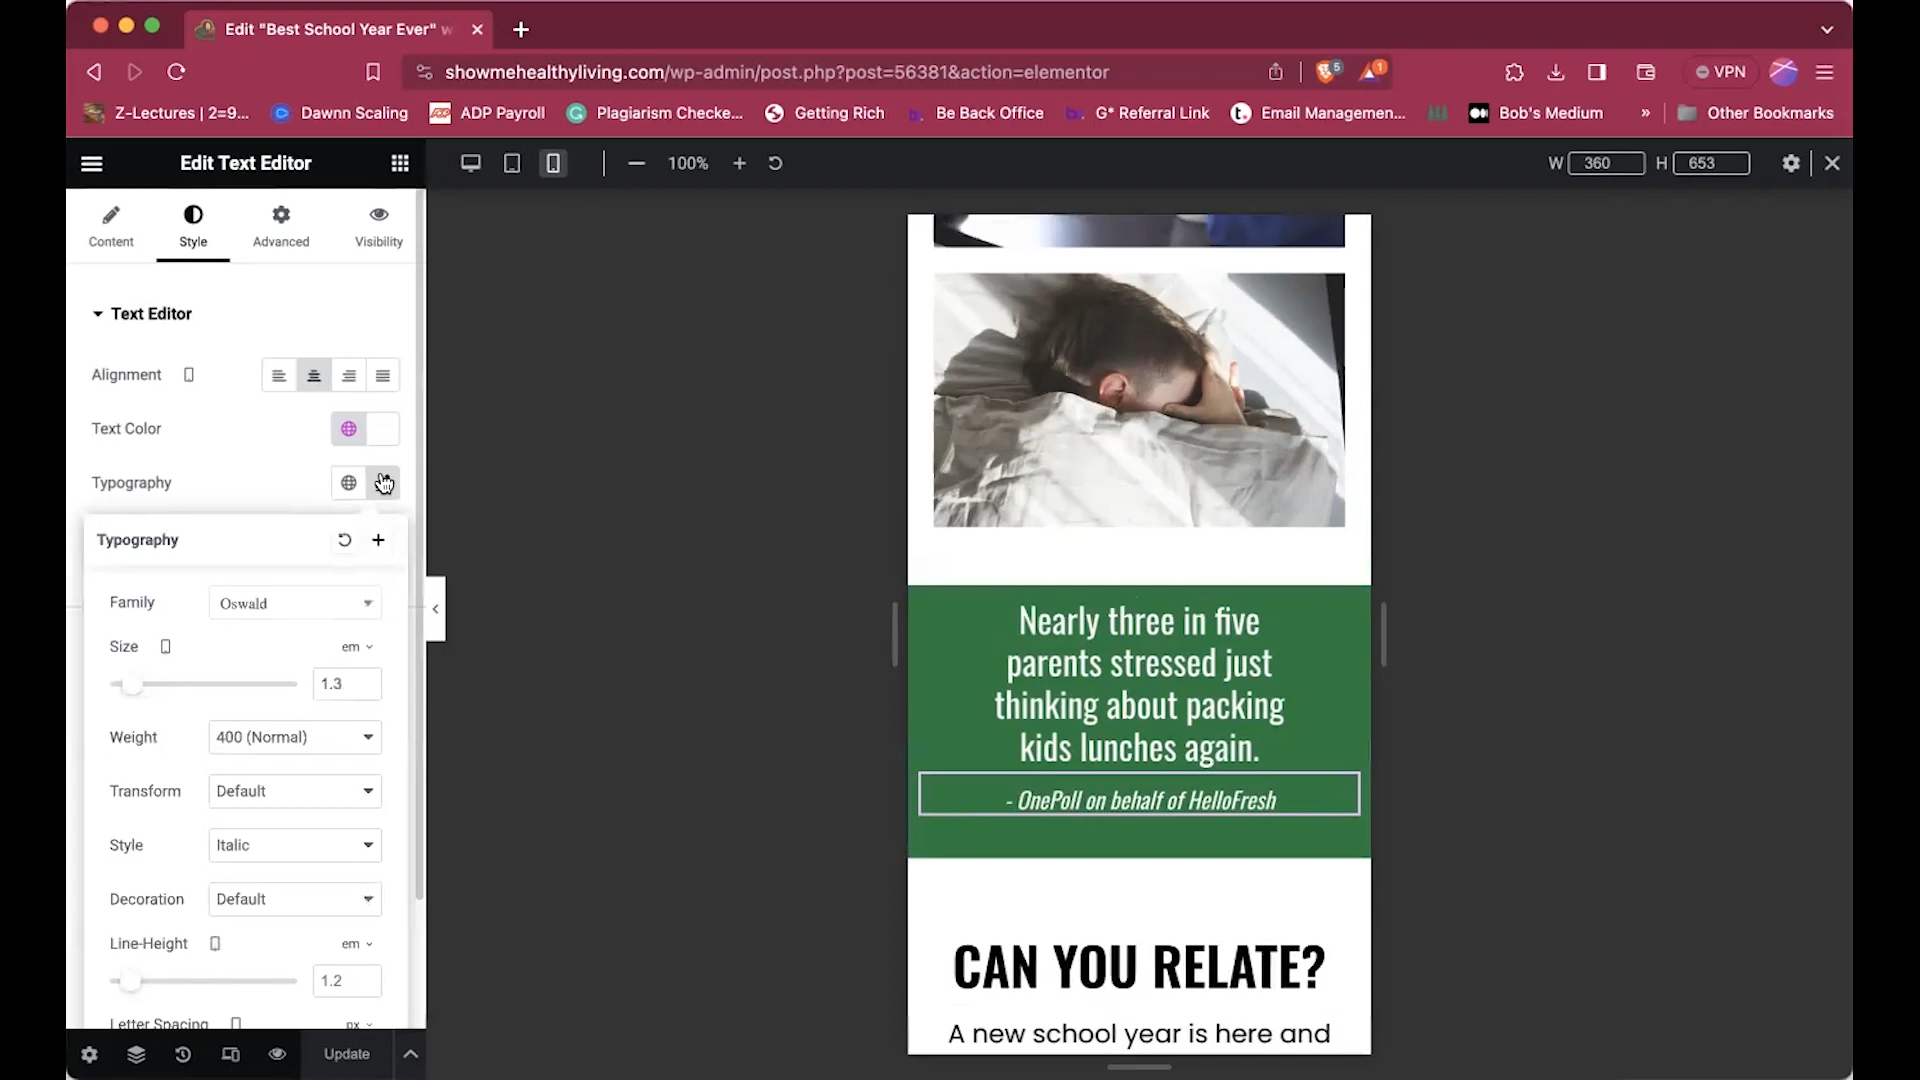 Edit "Best School Year Ever" w
showmehealthyliving.com/wp-admin/post.php?post=56381&action=elementor
5
1
VPN
Z-Lectures | 2=9...
Dawnn Scaling
ADP Payroll
Plagiarism Checke...
Getting Rich
Be Back Office
G* Referral Link
Email Managemen...
Bob's Medium
»
Other Bookmarks
Edit Text Editor
100%
W 360 H 653
Content
Style
Advanced
Visibility
Text Editor
Alignment
Text Color
Typography
Typography
Family Oswald
Size em
1.3
Weight 400 (Normal)
Transform Default
Style Italic
Decoration Default
Line-Height em
1.2
Letter Spacing px
Update
Nearly three in five
parents stressed just
thinking about packing
kids lunches again.
- OnePoll on behalf of HelloFresh
CAN YOU RELATE?
A new school year is here and